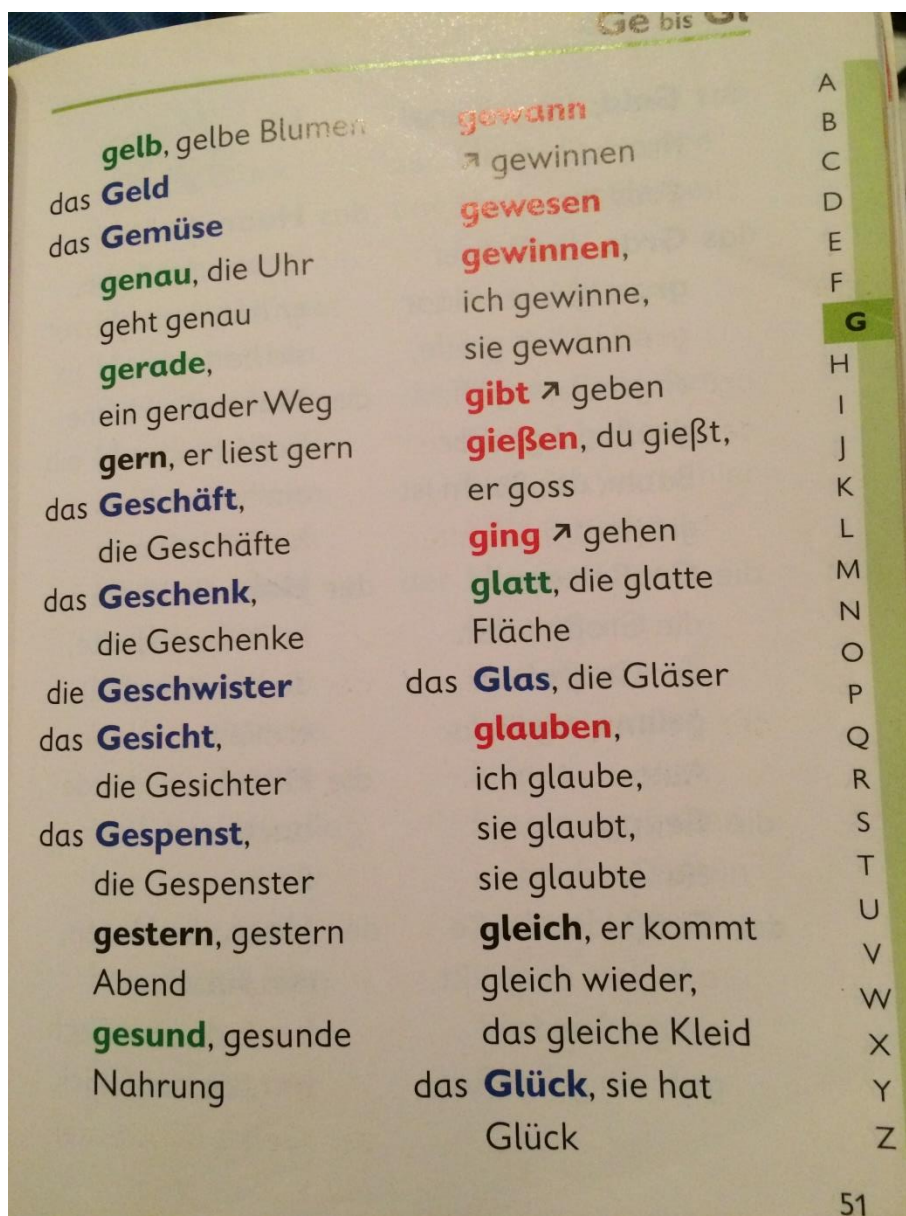 Ge bis Gl
gelb, gelbe Blumen
das Geld
das Gemüse
genau, die Uhr
geht genau
gerade,
ein gerader Weg
gern, er liest gern
das Geschäft,
die Geschäfte
das Geschenk,
die Geschenke
die Geschwister
das Gesicht,
die Gesichter
das Gespenst,
die Gespenster
gestern, gestern
Abend
gesund, gesunde
Nahrung
gewann
↗ gewinnen
gewesen
gewinnen,
ich gewinne,
sie gewann
gibt ↗ geben
gießen, du gießt,
er goss
ging ↗ gehen
glatt, die glatte
Fläche
das Glas, die Gläser
glauben,
ich glaube,
sie glaubt,
sie glaubte
gleich, er kommt
gleich wieder,
das gleiche Kleid
das Glück, sie hat
Glück
A
B
C
D
E
F
G
H
I
J
K
L
M
N
O
P
Q
R
S
T
U
V
W
X
Y
Z
51